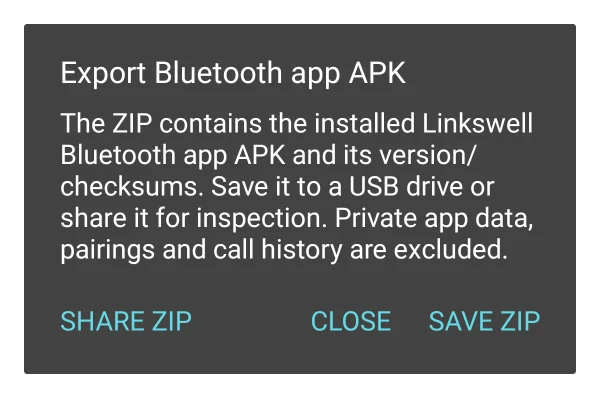 Export Bluetooth app APK
The ZIP contains the installed Linkswell
Bluetooth app APK and its version/
checksums. Save it to a USB drive or
share it for inspection. Private app data,
pairings and call history are excluded.
SHARE ZIP CLOSE SAVE ZIP